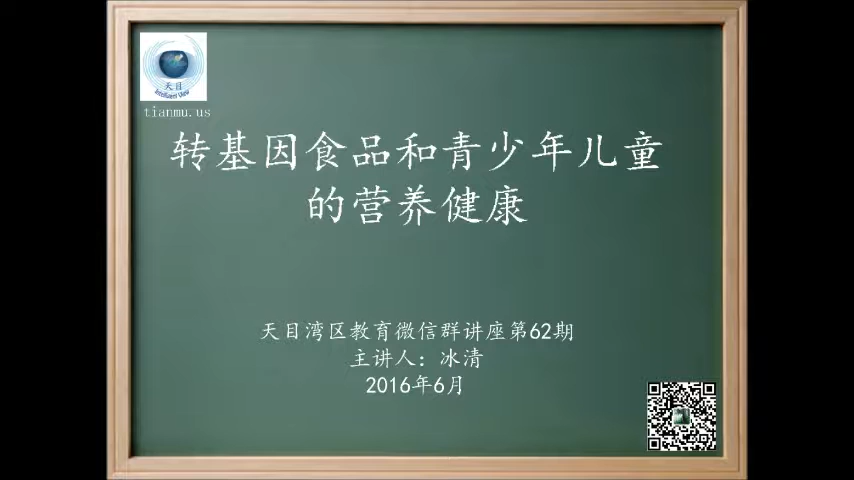 天目
Intelligent View
tianmu.us
转基因食品和青少年儿童
的营养健康
天目湾区教育微信群讲座第62期
主讲人：冰清
2016年6月